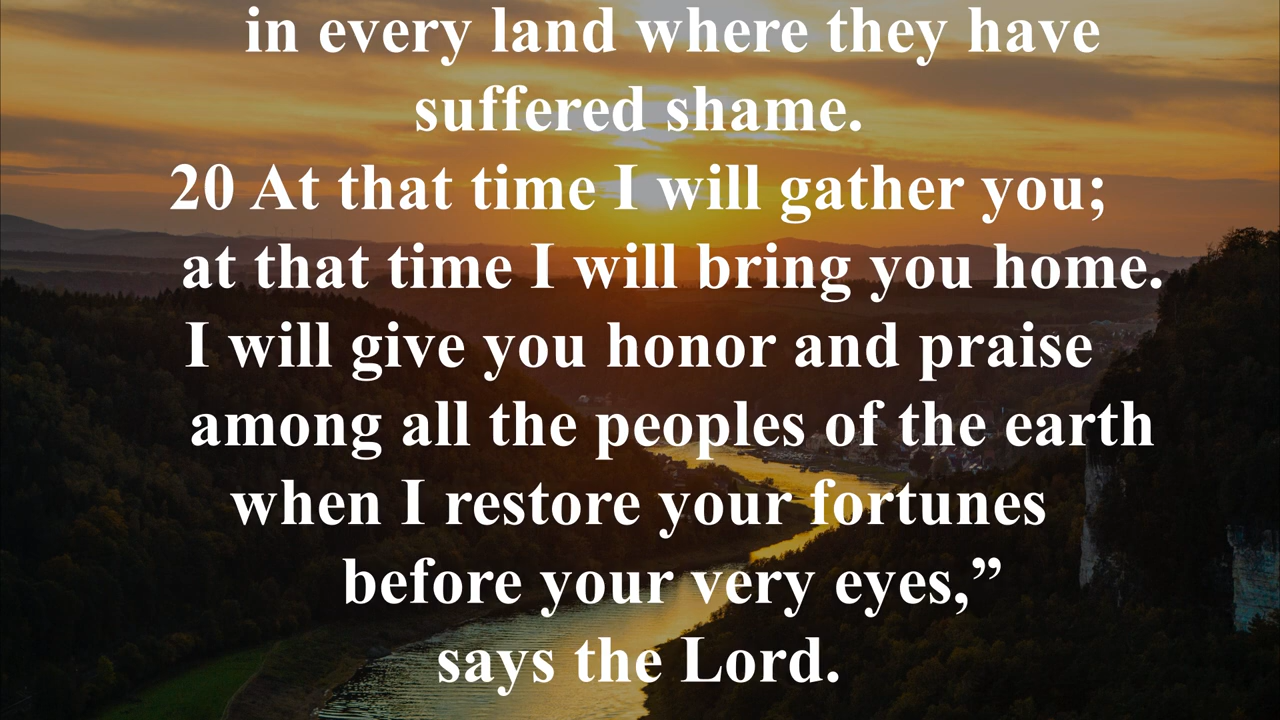 in every land where they have
suffered shame.
20 At that time I will gather you;
at that time I will bring you home.
I will give you honor and praise
among all the peoples of the earth
when I restore your fortunes
before your very eyes,”
says the Lord.